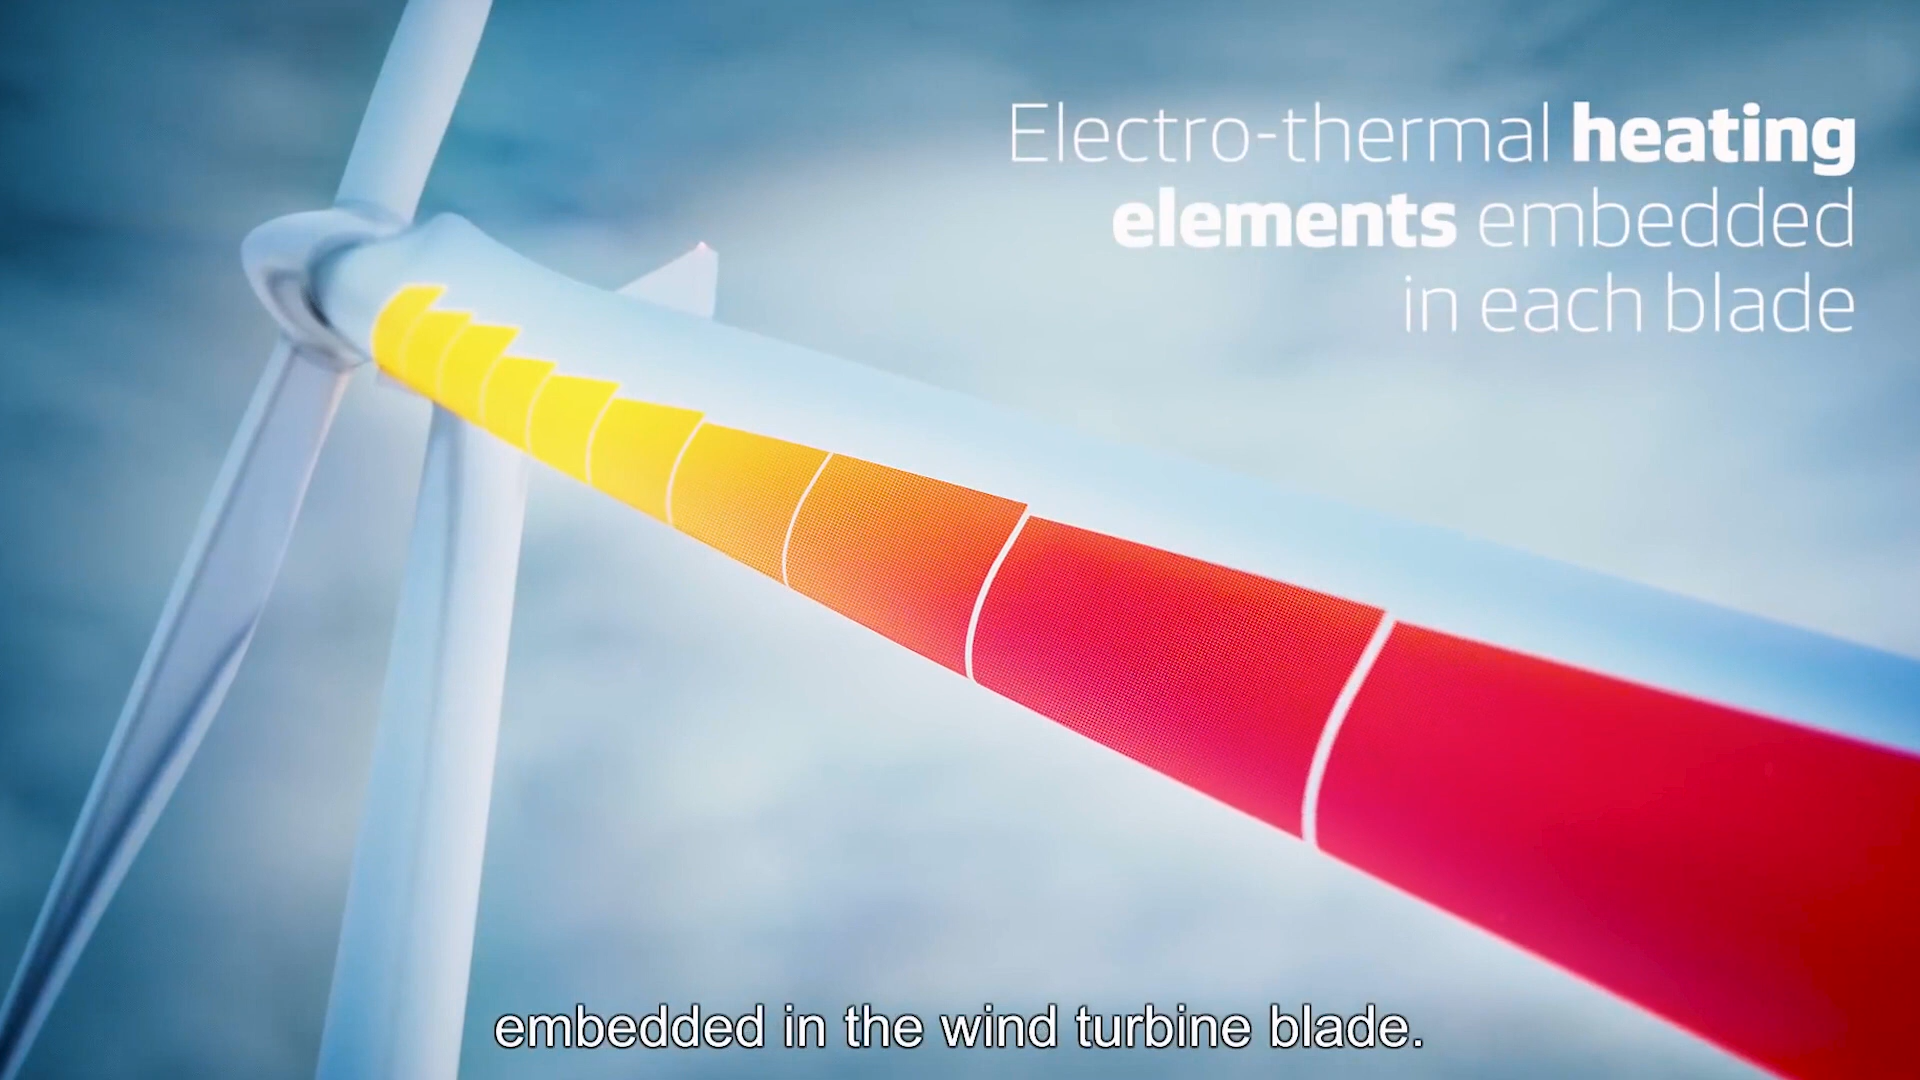 Electro-thermal heating
elements embedded
in each blade
embedded in the wind turbine blade.